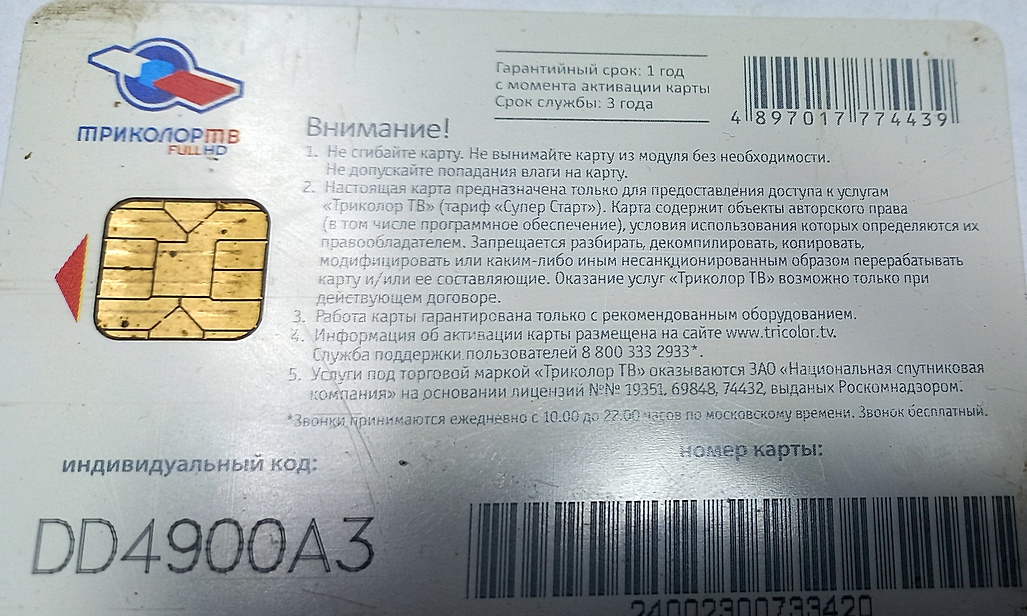 ТРИКОЛОРТВ
FULLHD
Гарантийный срок: 1 год
с момента активации карты
Срок службы: 3 года
4 897017 774439
Внимание!
1. Не сгибайте карту. Не вынимайте карту из модуля без необходимости.
Не допускайте попадания влаги на карту.
2. Настоящая карта предназначена только для предоставления доступа к услугам
«Триколор ТВ» (тариф «Супер Старт»). Карта содержит объекты авторского права
(в том числе программное обеспечение), условия использования которых определяются их
правообладателем. Запрещается разбирать, декомпилировать, копировать,
модифицировать или каким-либо иным несанкционированным образом перерабатывать
карту и/или ее составляющие. Оказание услуг «Триколор ТВ» возможно только при
действующем договоре.
3. Работа карты гарантирована только с рекомендованным оборудованием.
4. Информация об активации карты размещена на сайте www.tricolor.tv.
Служба поддержки пользователей 8 800 333 2933*.
5. Услуги под торговой маркой «Триколор ТВ» оказываются ЗАО «Национальная спутниковая
компания» на основании лицензий №№ 19351, 69848, 74432, выданых Роскомнадзором.
*Звонки принимаются ежедневно с 10.00 до 22.00 часов по московскому времени. Звонок бесплатный.
индивидуальный код:
номер карты:
DD4900A3
24002300733420